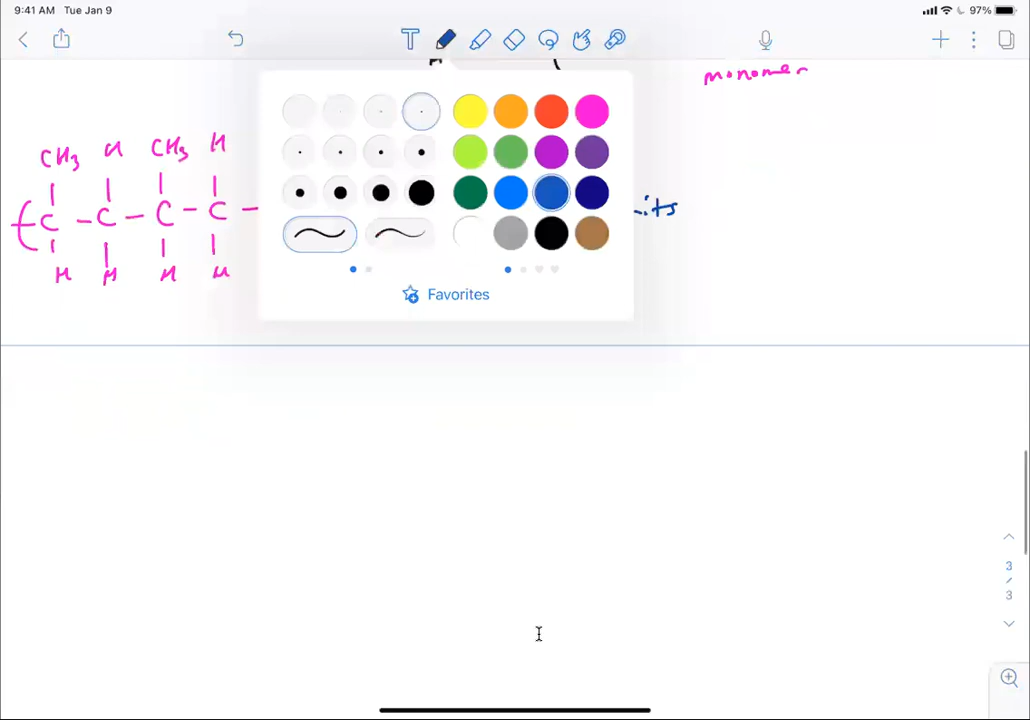 9:41 AM Tue Jan 9
97%
T
monomer
CH3 H CH3 H
C - C - C - C -
H H H H
Favorites
3
3